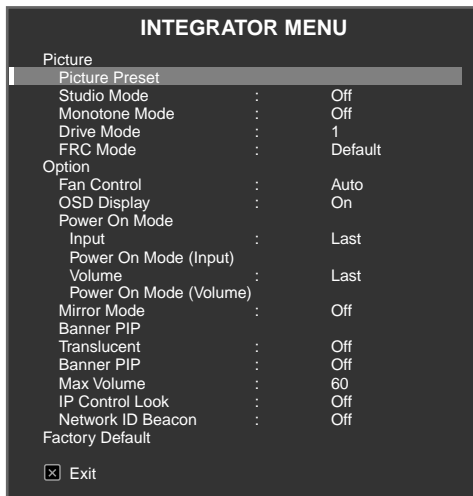 INTEGRATOR MENU
Picture
Picture Preset
Studio Mode : Off
Monotone Mode : Off
Drive Mode : 1
FRC Mode : Default
Option
Fan Control : Auto
OSD Display : On
Power On Mode
Input : Last
Power On Mode (Input)
Volume : Last
Power On Mode (Volume)
Mirror Mode : Off
Banner PIP
Translucent : Off
Banner PIP : Off
Max Volume : 60
IP Control Look : Off
Network ID Beacon : Off
Factory Default
Exit